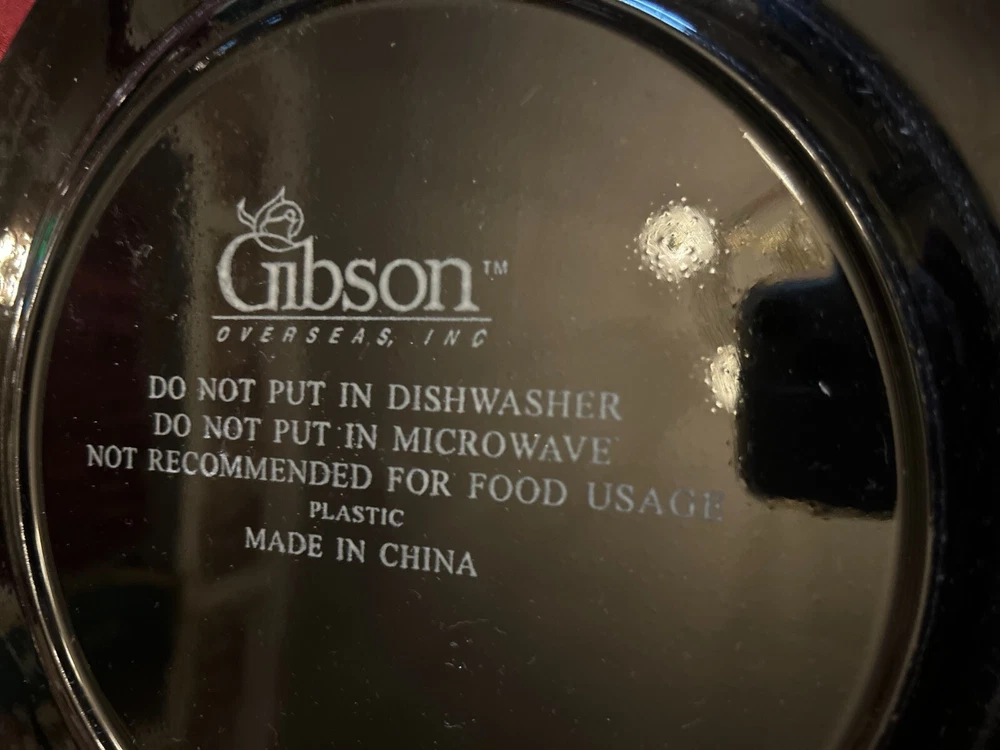 Gibson™
OVERSEAS, INC
DO NOT PUT IN DISHWASHER
DO NOT PUT IN MICROWAVE
NOT RECOMMENDED FOR FOOD USAGE
PLASTIC
MADE IN CHINA